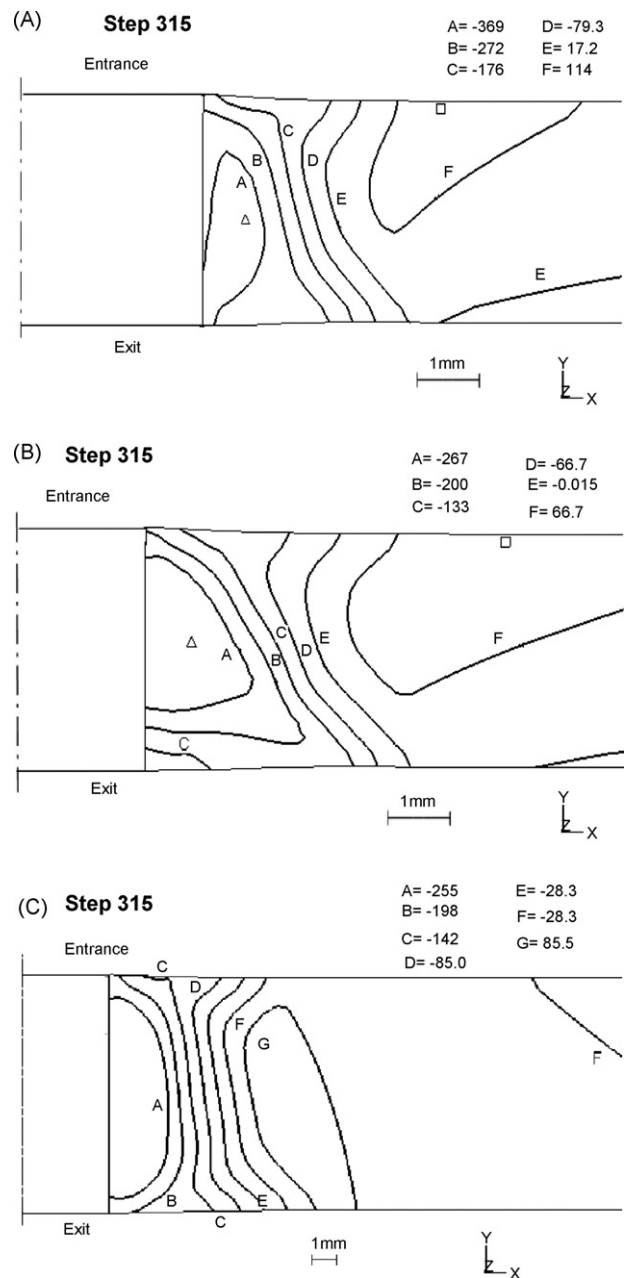 (A)
Step 315
A= -369 D= -79.3
B= -272 E= 17.2
C= -176 F= 114
Entrance
C
B
D
A
F
E
E
Exit
1mm
Y
Z
X
(B)
Step 315
A= -267 D= -66.7
B= -200 E= -0.015
C= -133 F= 66.7
Entrance
C
E
D
A
B
F
C
Exit
1mm
Y
Z
X
(C)
Step 315
A= -255 E= -28.3
B= -198 F= -28.3
C= -142 G= 85.5
D= -85.0
Entrance
C
D
F
G
F
A
B
E
C
Exit
1mm
Y
Z
X